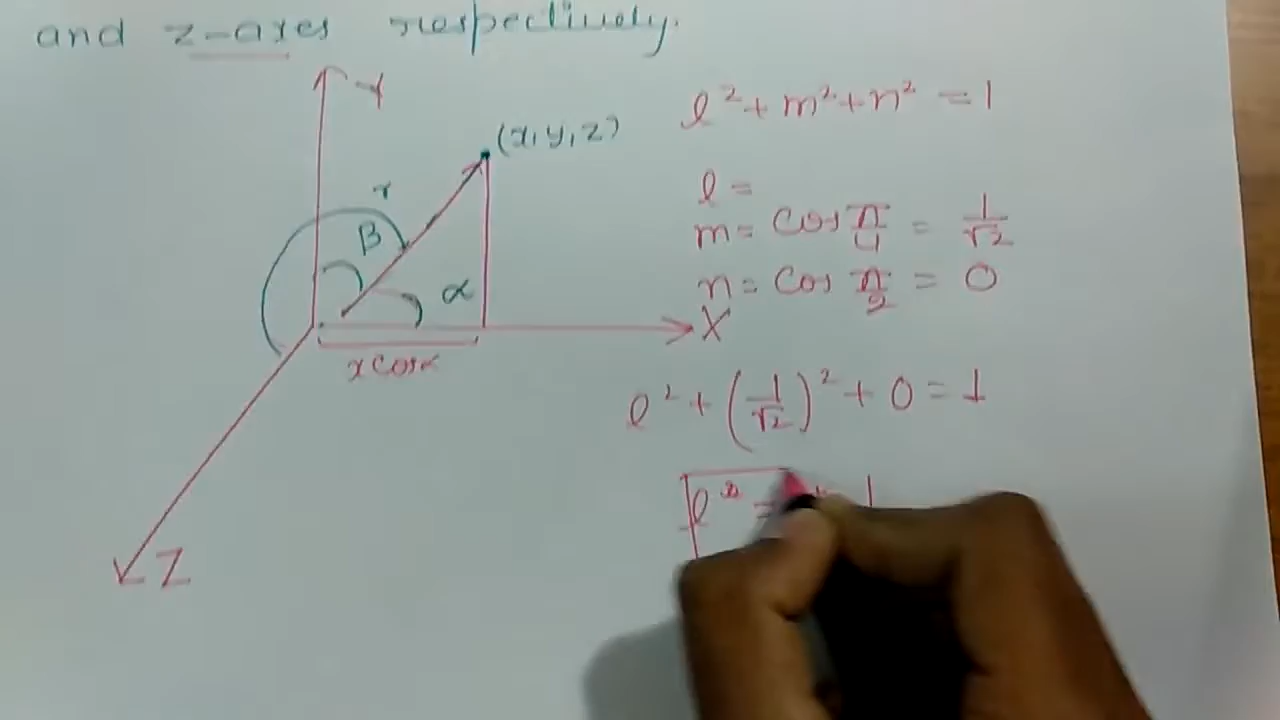 and z-axes respectively.
Y
(x, y, z)
r
β
α
X
x cosα
Z
l² + m² + n² = 1
l =
m = Cos π/4 = 1/√2
n = Cos π/2 = 0
l² + (1/√2)² + 0 = 1
l =